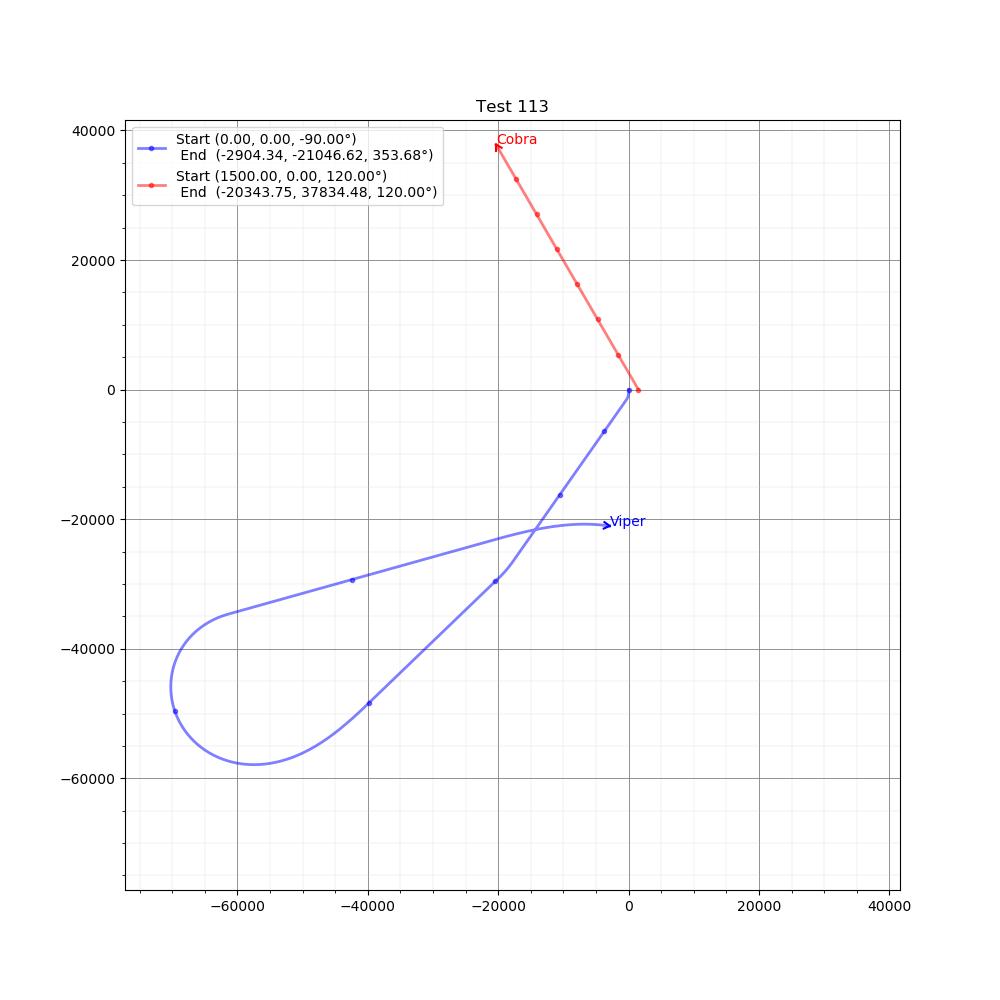 Test 113
Start (0.00, 0.00, -90.00°)
End (-2904.34, -21046.62, 353.68°)
Start (1500.00, 0.00, 120.00°)
End (-20343.75, 37834.48, 120.00°)
Cobra
Viper
40000
20000
0
−20000
−40000
−60000
−60000
−40000
−20000
0
20000
40000